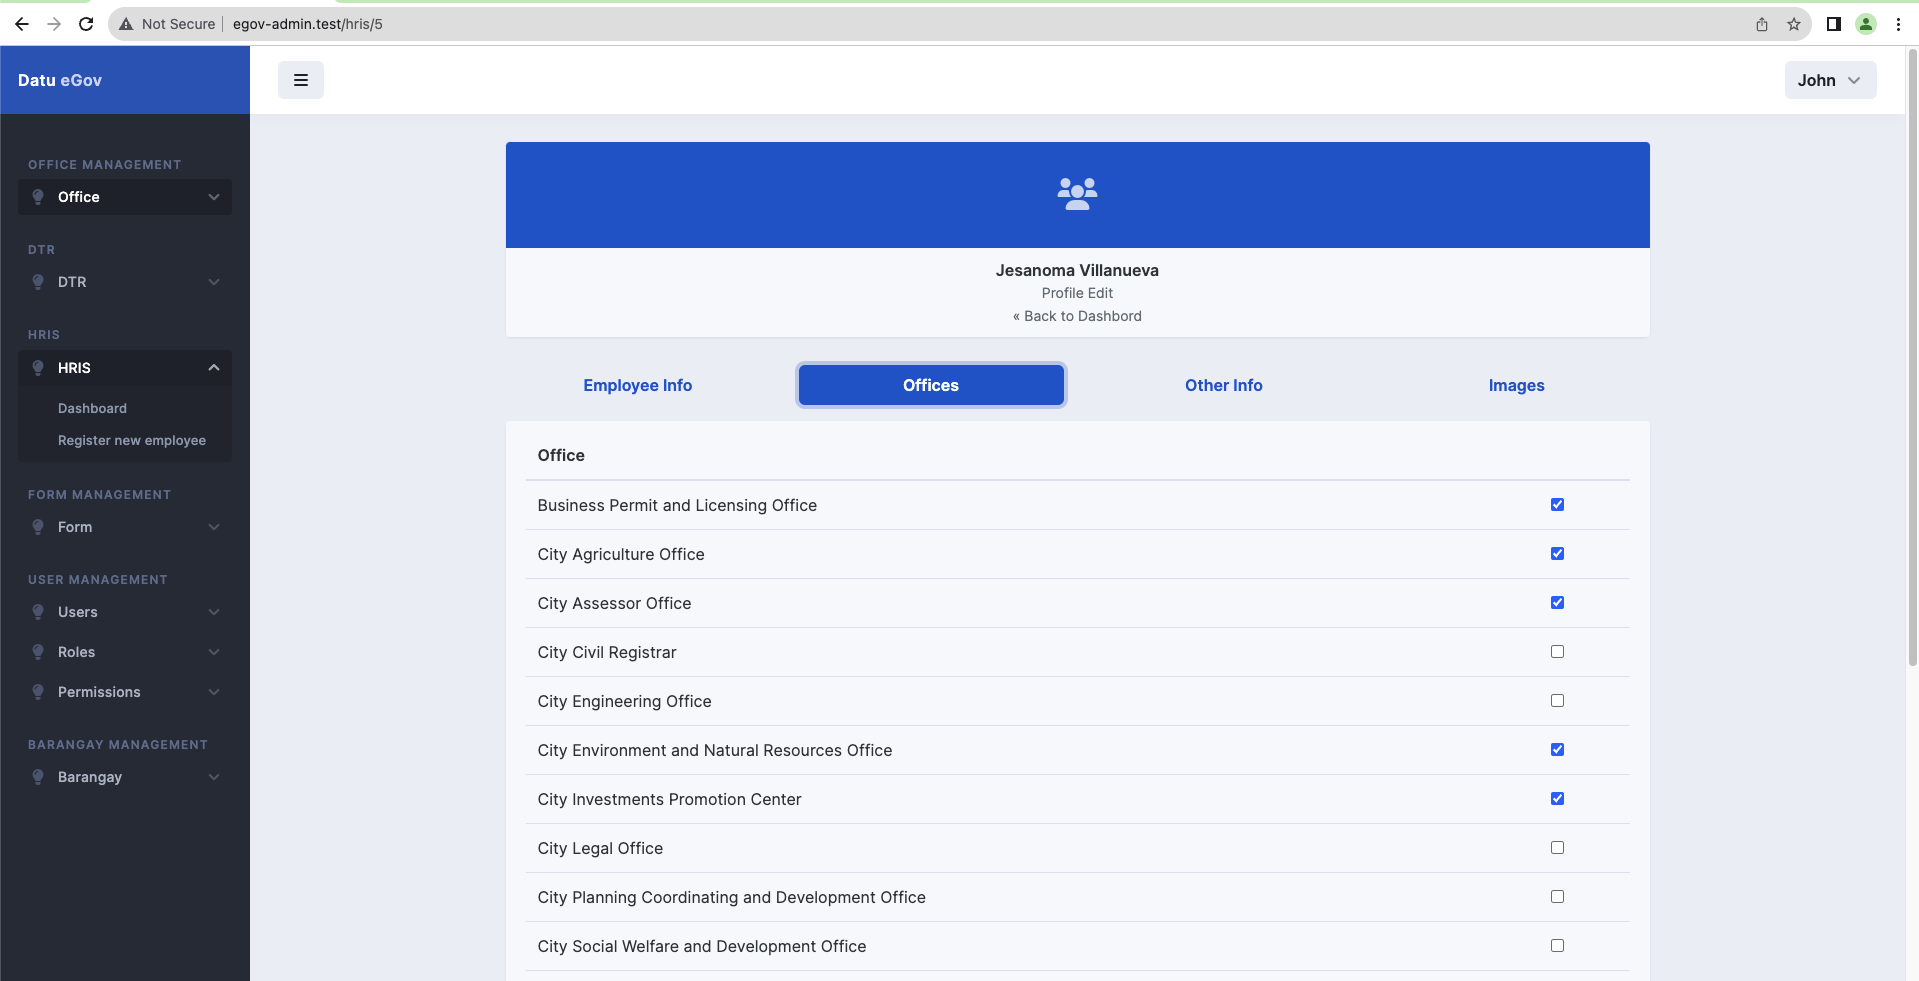 Not Secure
egov-admin.test/hris/5
Datu eGov
John
OFFICE MANAGEMENT
Office
DTR
DTR
HRIS
HRIS
Dashboard
Register new employee
FORM MANAGEMENT
Form
USER MANAGEMENT
Users
Roles
Permissions
BARANGAY MANAGEMENT
Barangay
Jesanoma Villanueva
Profile Edit
« Back to Dashbord
Employee Info
Offices
Other Info
Images
Office
Business Permit and Licensing Office
City Agriculture Office
City Assessor Office
City Civil Registrar
City Engineering Office
City Environment and Natural Resources Office
City Investments Promotion Center
City Legal Office
City Planning Coordinating and Development Office
City Social Welfare and Development Office